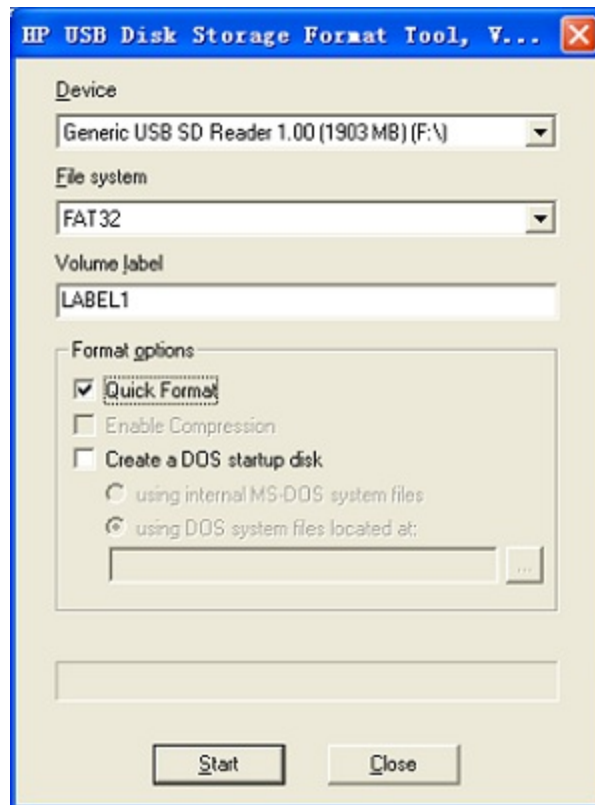 HP USB Disk Storage Format Tool, V...
Device
Generic USB SD Reader 1.00 (1903 MB) (F:\)
File system
FAT32
Volume label
LABEL1
Format options
Quick Format
Enable Compression
Create a DOS startup disk
using internal MS-DOS system files
using DOS system files located at:
...
Start
Close